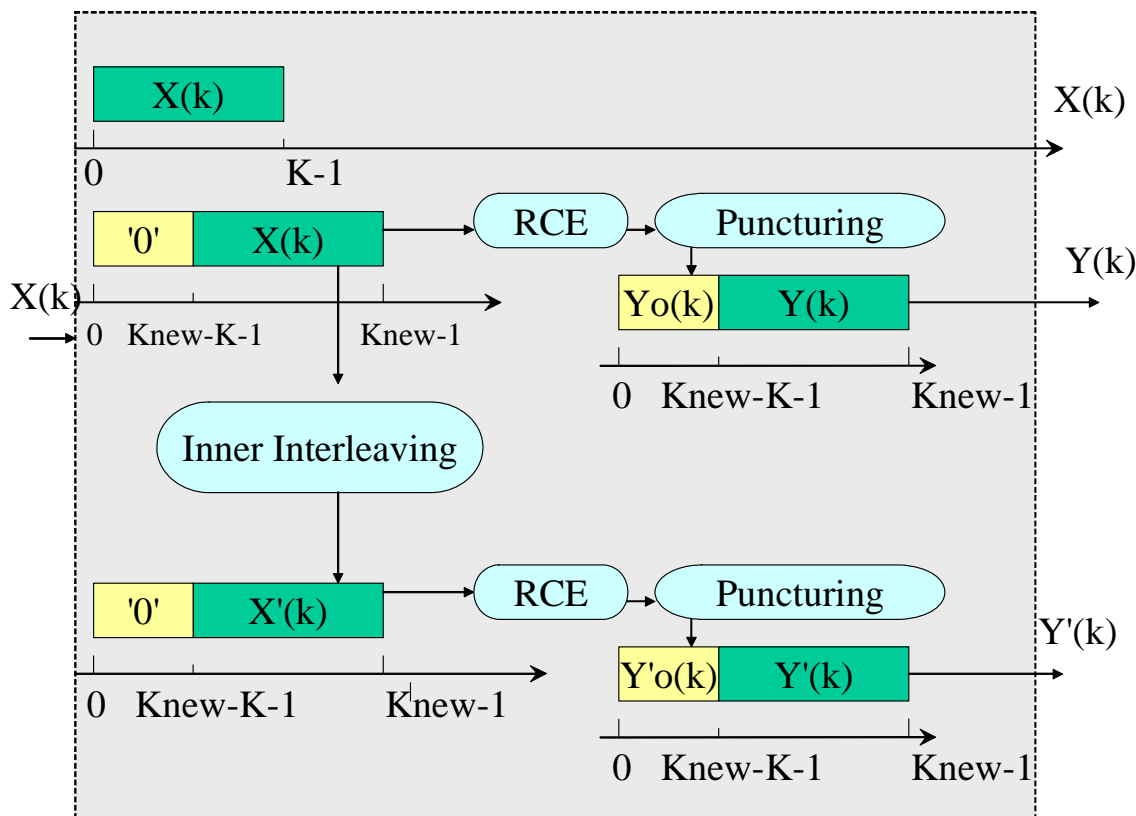 X(k)
X(k)
0 K-1
'0' X(k) RCE Puncturing
Y(k)
X(k)
Yo(k) Y(k)
0 Knew-K-1 Knew-1
0 Knew-K-1 Knew-1
Inner Interleaving
'0' X'(k) RCE Puncturing
Y'(k)
Y'o(k) Y'(k)
0 Knew-K-1 Knew-1
0 Knew-K-1 Knew-1